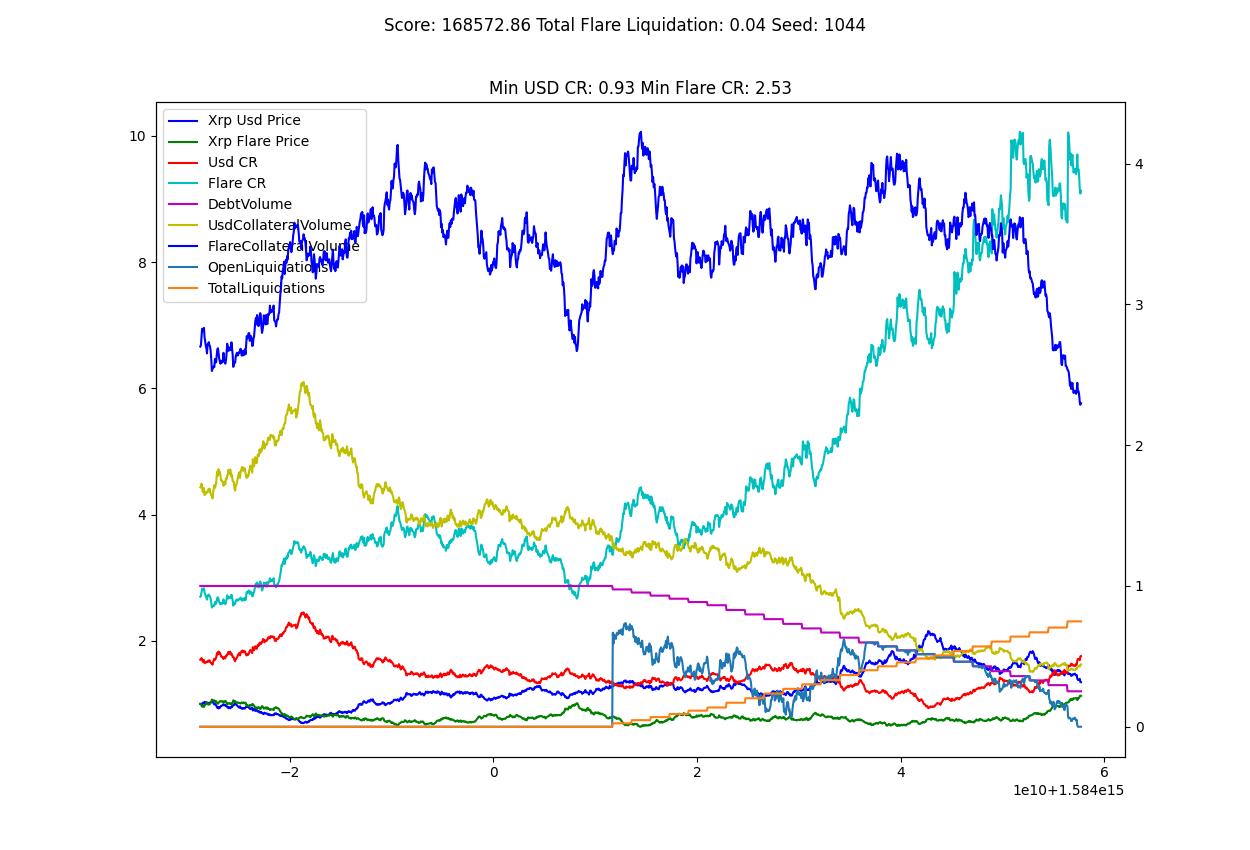 Score: 168572.86 Total Flare Liquidation: 0.04 Seed: 1044
Min USD CR: 0.93 Min Flare CR: 2.53
Xrp Usd Price
Xrp Flare Price
Usd CR
Flare CR
DebtVolume
UsdCollateralVolume
FlareCollateralVolume
OpenLiquidations
TotalLiquidations
10
8
6
4
2
4
3
2
1
0
−2
0
2
4
6
1e10+1.584e15